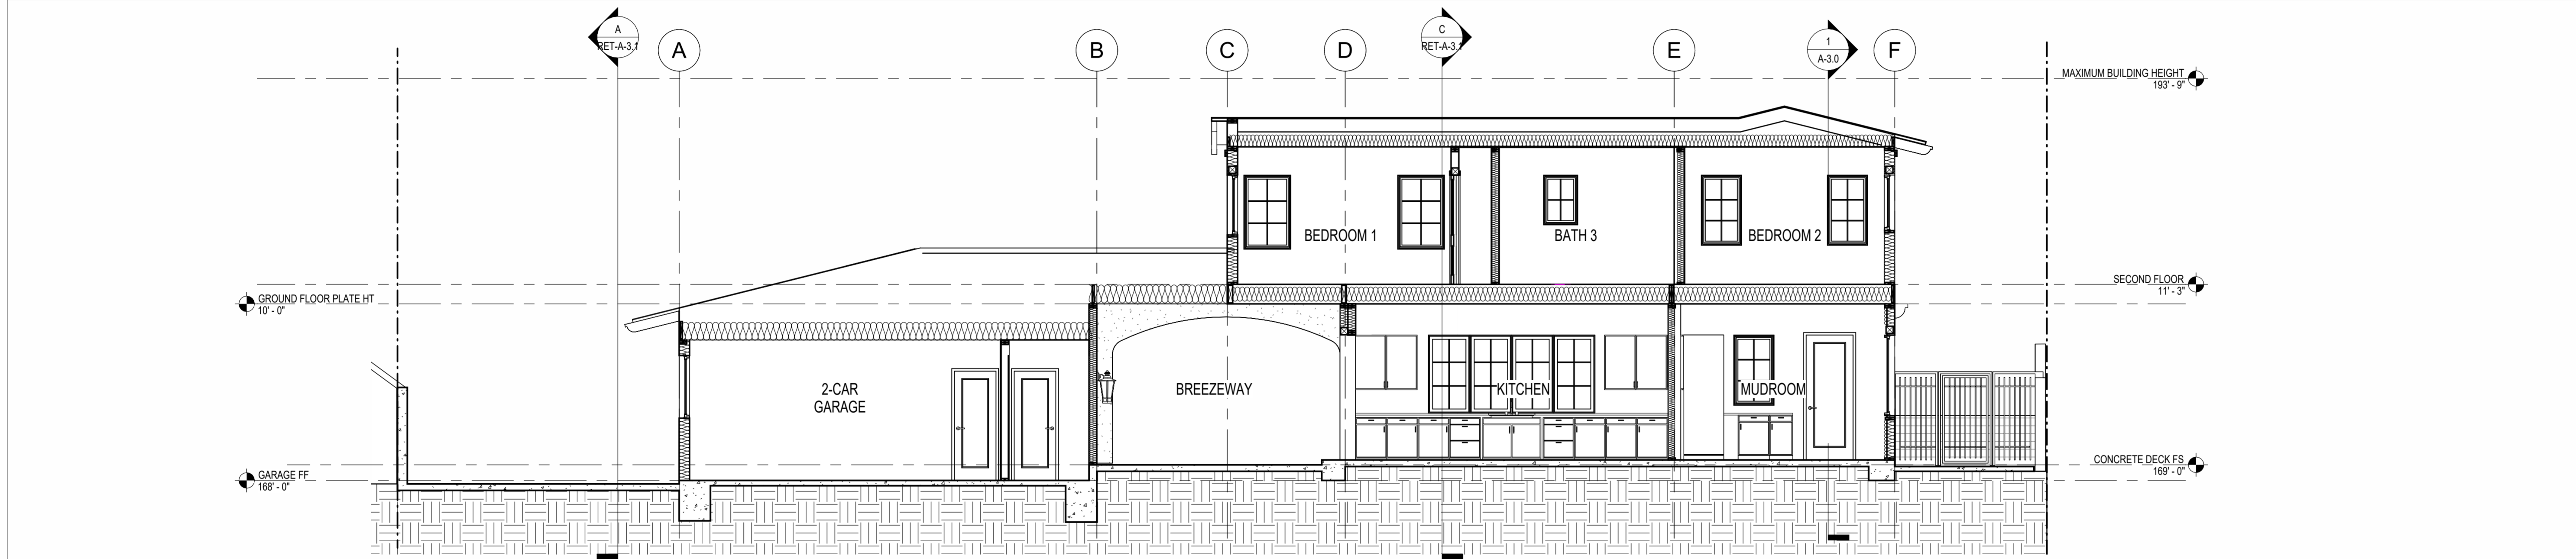 A
RET-A-3.1
A
B
C
D
C
RET-A-3.1
E
1
A-3.0
F
MAXIMUM BUILDING HEIGHT
193' - 9"
BEDROOM 1
BATH 3
BEDROOM 2
SECOND FLOOR
11' - 3"
GROUND FLOOR PLATE HT
10' - 0"
2-CAR
GARAGE
BREEZEWAY
KITCHEN
MUDROOM
CONCRETE DECK FS
169' - 0"
GARAGE FF
168' - 0"